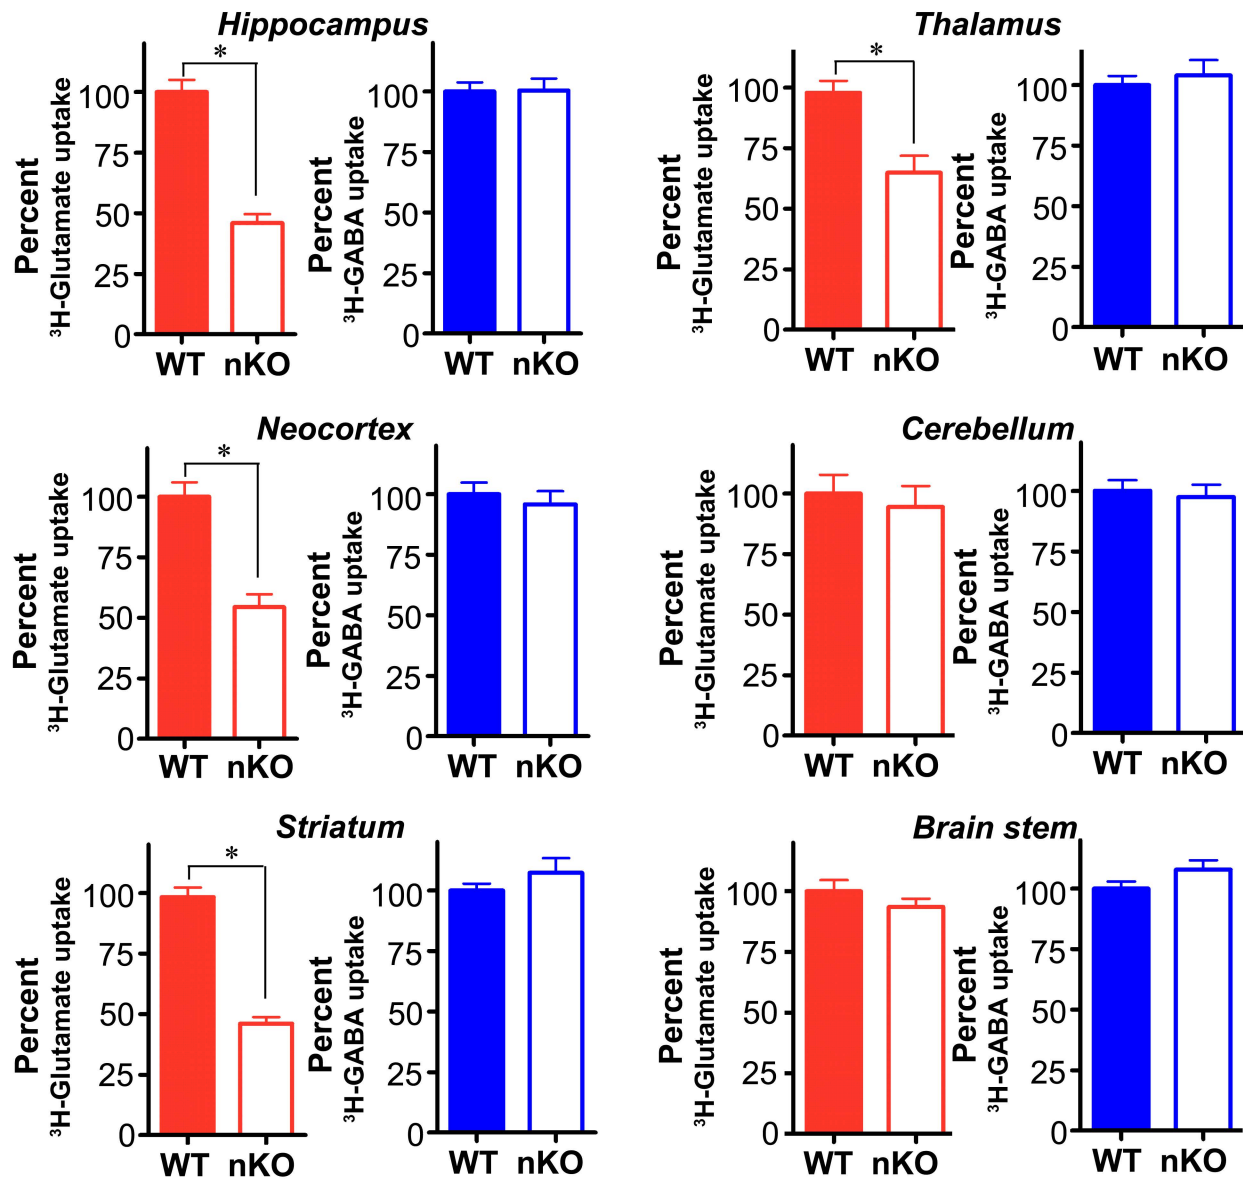 Hippocampus
Percent
³H-Glutamate uptake
100
75
50
25
0
*
WT nKO
Percent
³H-GABA uptake
100
75
50
25
0
WT nKO
Thalamus
Percent
³H-Glutamate uptake
100
75
50
25
0
*
WT nKO
Percent
³H-GABA uptake
100
75
50
25
0
WT nKO
Neocortex
Percent
³H-Glutamate uptake
100
75
50
25
0
*
WT nKO
Percent
³H-GABA uptake
100
75
50
25
0
WT nKO
Cerebellum
Percent
³H-Glutamate uptake
100
75
50
25
0
WT nKO
Percent
³H-GABA uptake
100
75
50
25
0
WT nKO
Striatum
Percent
³H-Glutamate uptake
100
75
50
25
0
*
WT nKO
Percent
³H-GABA uptake
100
75
50
25
0
WT nKO
Brain stem
Percent
³H-Glutamate uptake
100
75
50
25
0
WT nKO
Percent
³H-GABA uptake
100
75
50
25
0
WT nKO